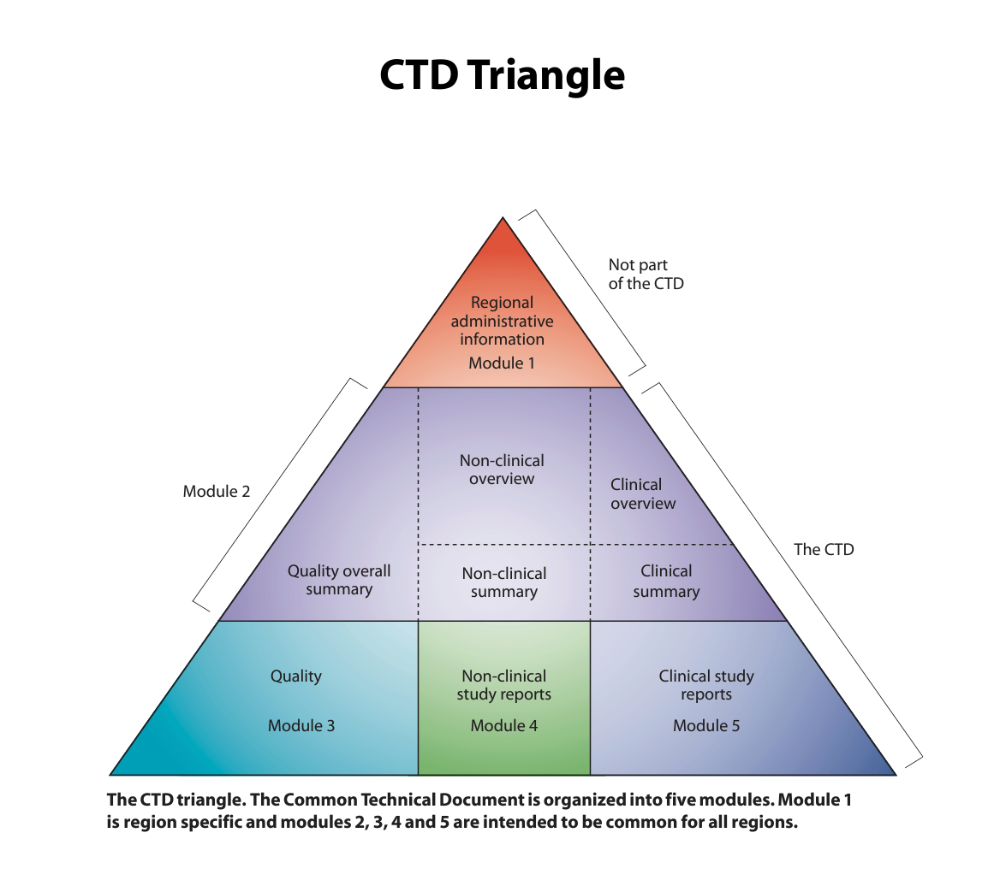 CTD Triangle
Not part
of the CTD
Regional
administrative
information
Module 1
Module 2
Non-clinical
overview
Clinical
overview
The CTD
Quality overall
summary
Non-clinical
summary
Clinical
summary
Quality
Module 3
Non-clinical
study reports
Module 4
Clinical study
reports
Module 5
The CTD triangle. The Common Technical Document is organized into five modules. Module 1
is region specific and modules 2, 3, 4 and 5 are intended to be common for all regions.